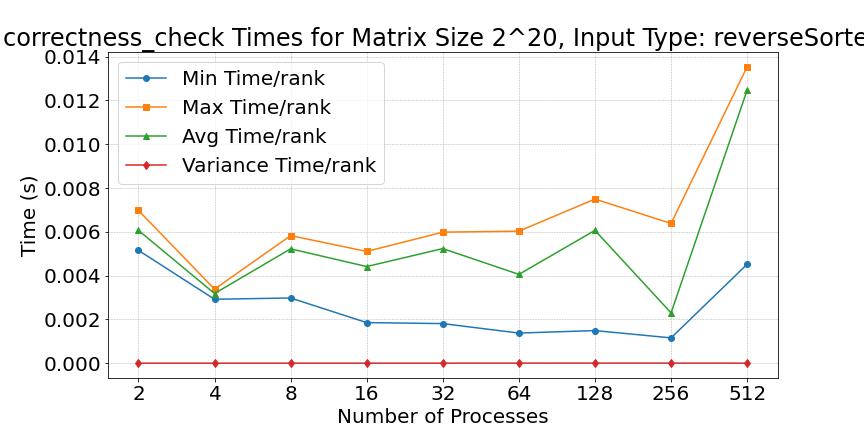 correctness_check Times for Matrix Size 2^20, Input Type: reverseSorte
0.014
0.012
0.010
0.008
0.006
0.004
0.002
0.000
Time (s)
Min Time/rank
Max Time/rank
Avg Time/rank
Variance Time/rank
2 4 8 16 32 64 128 256 512
Number of Processes